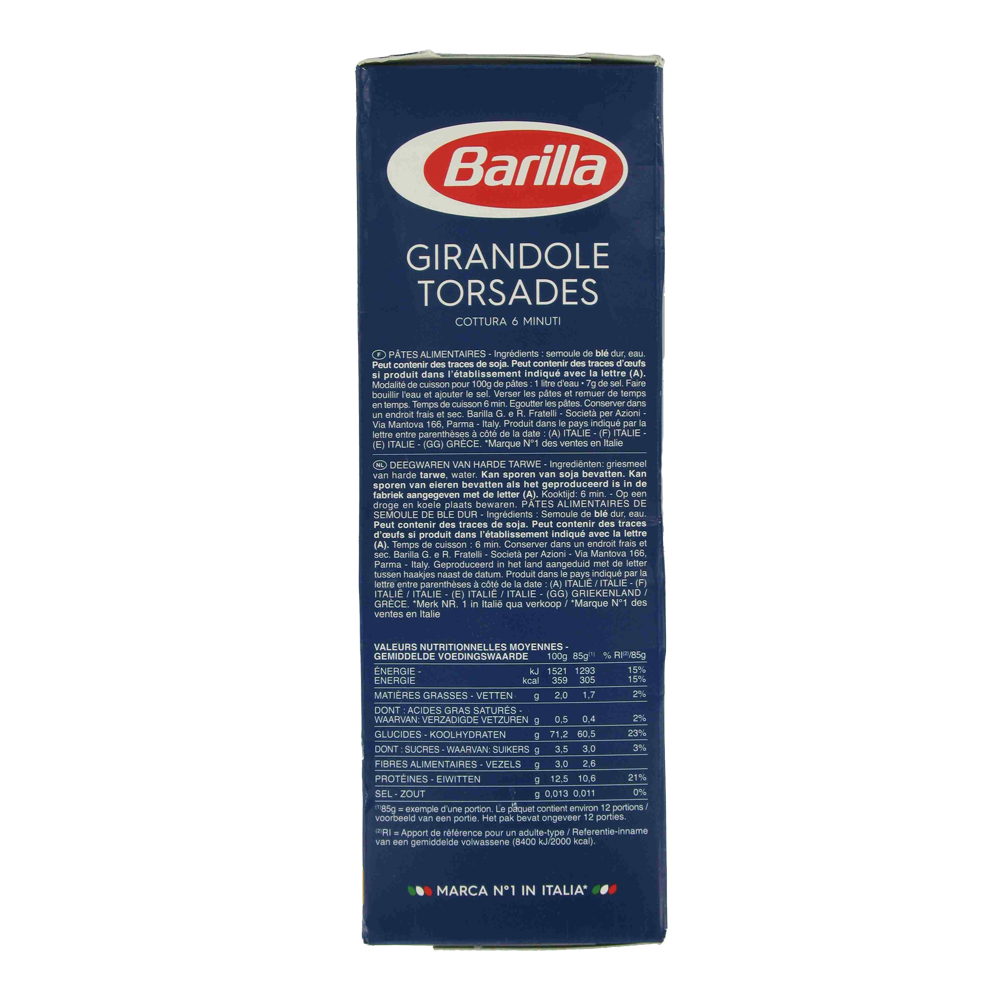 Barilla
GIRANDOLE
TORSADES
COTTURA 6 MINUTI
F PÂTES ALIMENTAIRES - Ingrédients : semoule de blé dur, eau.
Peut contenir des traces de soja. Peut contenir des traces d'œufs
si produit dans l'établissement indiqué avec la lettre (A).
Modalité de cuisson pour 100g de pâtes : 1 litre d'eau • 7g de sel. Faire
bouillir l'eau et ajouter le sel. Verser les pâtes et remuer de temps
en temps. Temps de cuisson 6 min. Egoutter les pâtes. Conserver dans
un endroit frais et sec. Barilla G. e R. Fratelli - Società per Azioni -
Via Mantova 166, Parma - Italy. Produit dans le pays indiqué par la
lettre entre parenthèses à côté de la date : (A) ITALIE - (F) ITALIE -
(E) ITALIE - (GG) GRÈCE. *Marque N°1 des ventes en Italie
NL DEEGWAREN VAN HARDE TARWE - Ingrediënten: griesmeel
van harde tarwe, water. Kan sporen van soja bevatten. Kan
sporen van eieren bevatten als het geproduceerd is in de
fabriek aangegeven met de letter (A). Kooktijd: 6 min. - Op een
droge en koele plaats bewaren. PÂTES ALIMENTAIRES DE
SEMOULE DE BLE DUR - Ingrédients : Semoule de blé dur, eau.
Peut contenir des traces de soja. Peut contenir des traces
d'œufs si produit dans l'établissement indiqué avec la lettre
(A). Temps de cuisson : 6 min. Conserver dans un endroit frais et
sec. Barilla G. e R. Fratelli - Società per Azioni - Via Mantova 166,
Parma - Italy. Geproduceerd in het land aangeduid met de letter
tussen haakjes naast de datum. Produit dans le pays indiqué par la
lettre entre parenthèses à côté de la date : (A) ITALIË / ITALIE - (F)
ITALIË / ITALIE - (E) ITALIË / ITALIE - (GG) GRIEKENLAND /
GRÈCE. *Merk NR. 1 in Italië qua verkoop / *Marque N°1 des
ventes en Italie
VALEURS NUTRITIONNELLES MOYENNES -
GEMIDDELDE VOEDINGSWAARDE 100g 85g(1) % RI(2)/85g
ÉNERGIE - kJ 1521 1293 15%
ENERGIE kcal 359 305 15%
MATIÈRES GRASSES - VETTEN g 2,0 1,7 2%
DONT : ACIDES GRAS SATURÉS -
WAARVAN: VERZADIGDE VETZUREN g 0,5 0,4 2%
GLUCIDES - KOOLHYDRATEN g 71,2 60,5 23%
DONT : SUCRES - WAARVAN: SUIKERS g 3,5 3,0 3%
FIBRES ALIMENTAIRES - VEZELS g 3,0 2,6
PROTÉINES - EIWITTEN g 12,5 10,6 21%
SEL - ZOUT g 0,013 0,011 0%
(1)85g = exemple d'une portion. Le paquet contient environ 12 portions /
voorbeeld van een portie. Het pak bevat ongeveer 12 porties.
(2)RI = Apport de référence pour un adulte-type / Referentie-inname
van een gemiddelde volwassene (8400 kJ/2000 kcal).
MARCA N°1 IN ITALIA*